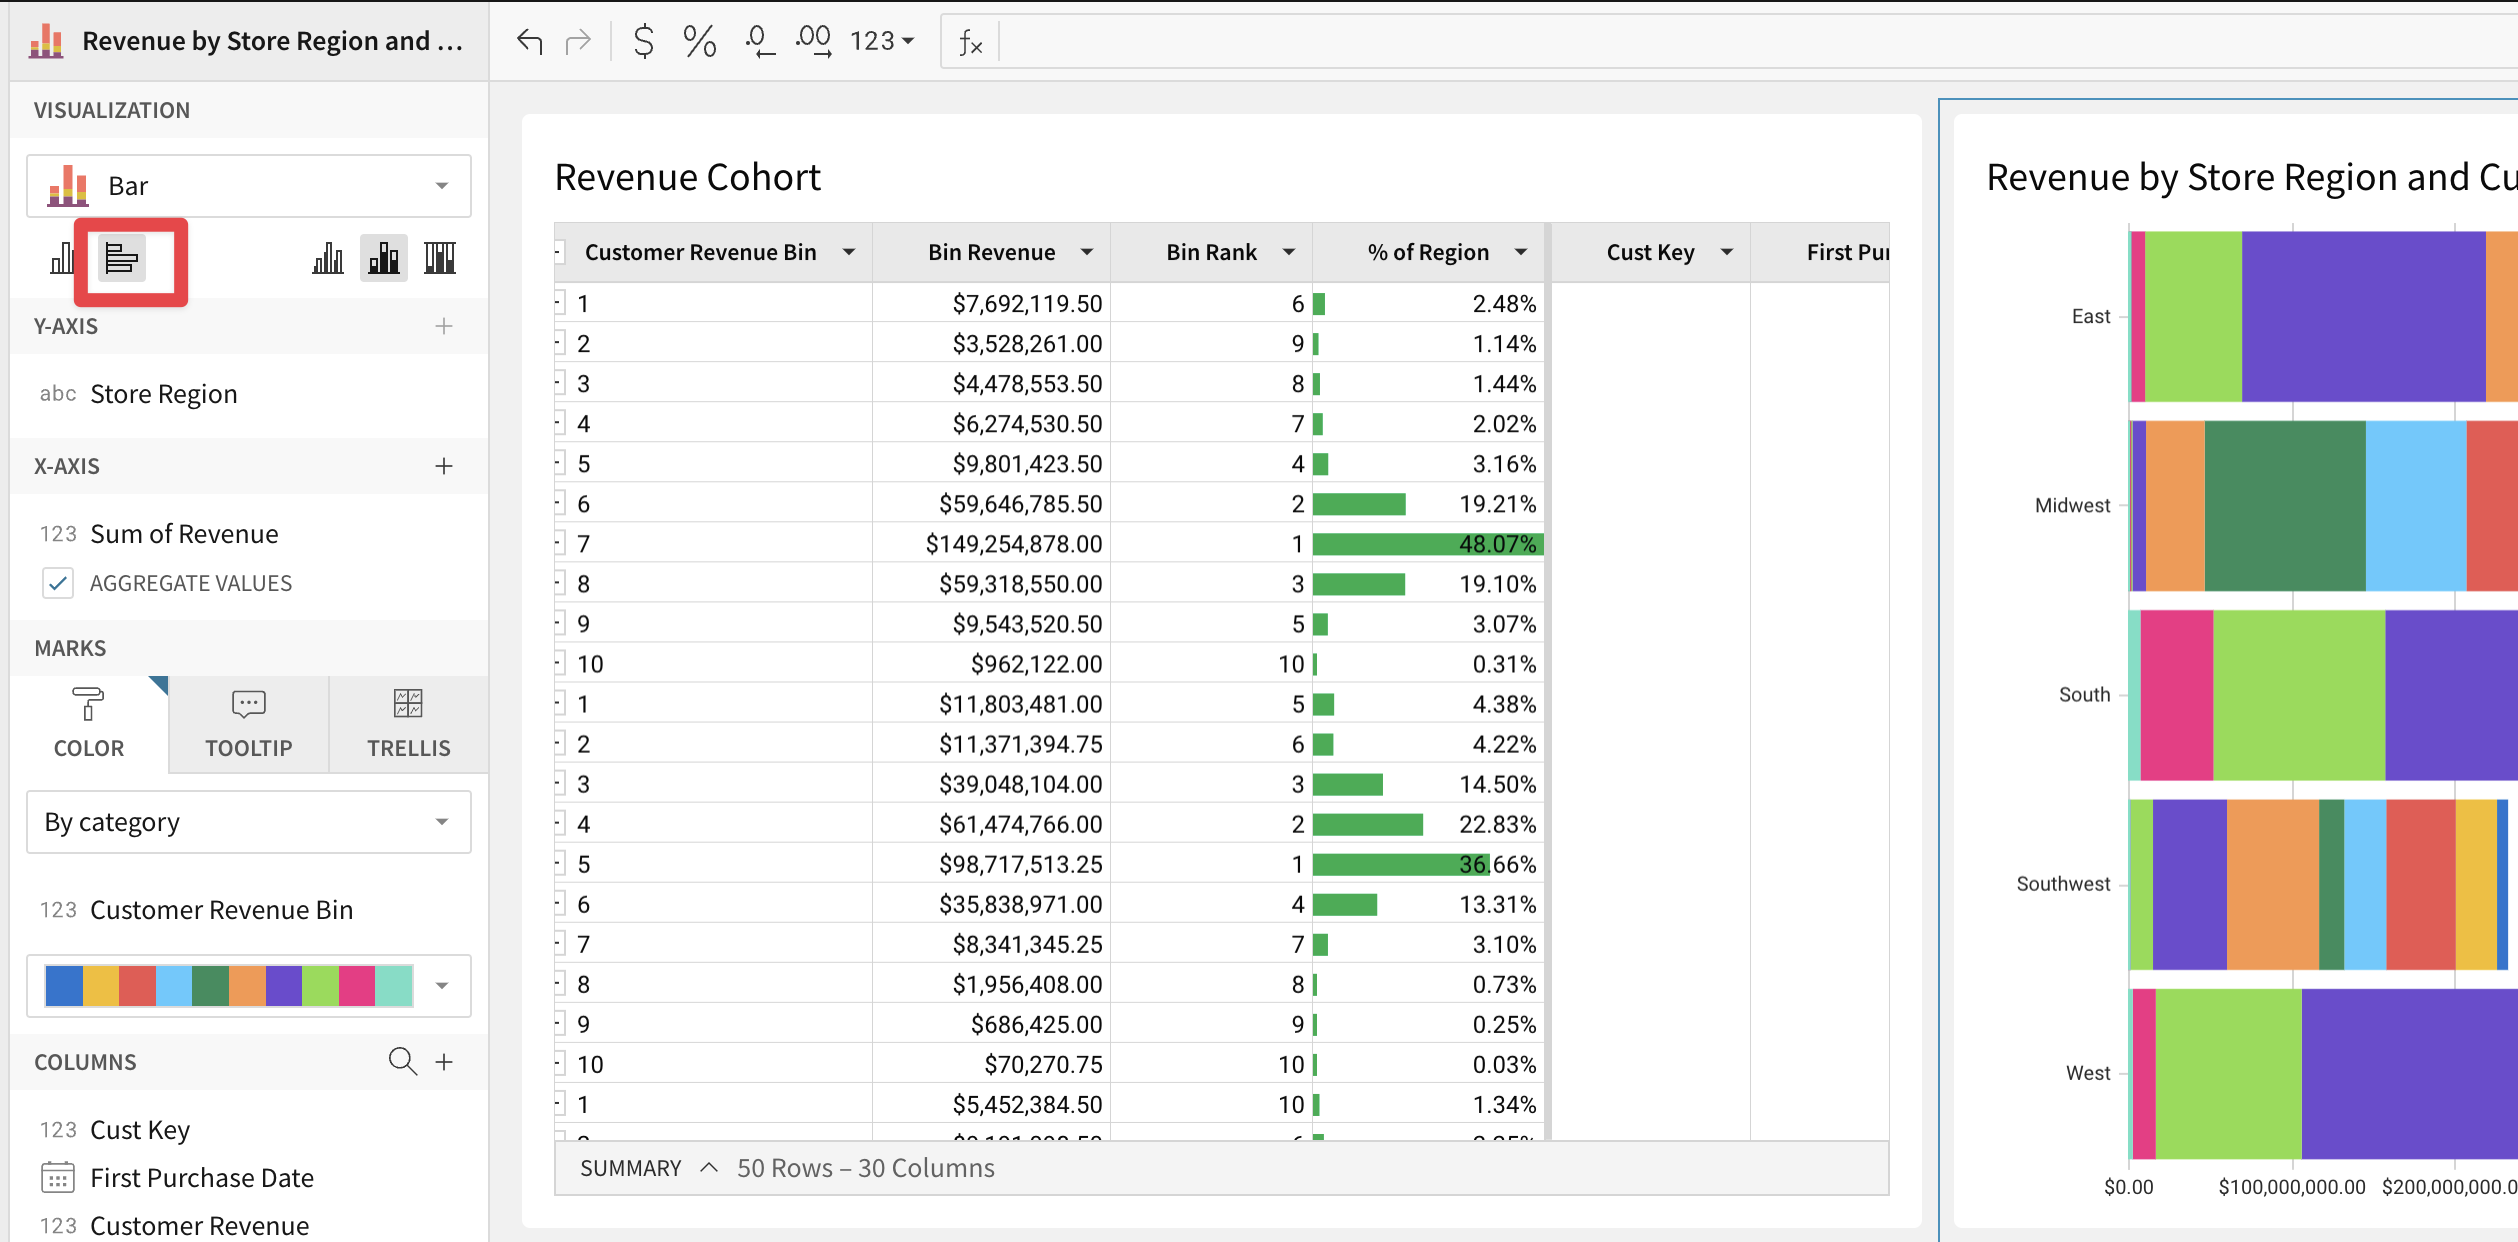 Revenue by Store Region and ...
$ % .0 .00 123 fx
VISUALIZATION
Bar
Y-AXIS
abc Store Region
X-AXIS
123 Sum of Revenue
AGGREGATE VALUES
MARKS
COLOR TOOLTIP TRELLIS
By category
123 Customer Revenue Bin
COLUMNS
123 Cust Key
First Purchase Date
123 Customer Revenue
Revenue Cohort
Customer Revenue Bin Bin Revenue Bin Rank % of Region Cust Key First Pur
1 $7,692,119.50 6 2.48%
2 $3,528,261.00 9 1.14%
3 $4,478,553.50 8 1.44%
4 $6,274,530.50 7 2.02%
5 $9,801,423.50 4 3.16%
6 $59,646,785.50 2 19.21%
7 $149,254,878.00 1 48.07%
8 $59,318,550.00 3 19.10%
9 $9,543,520.50 5 3.07%
10 $962,122.00 10 0.31%
1 $11,803,481.00 5 4.38%
2 $11,371,394.75 6 4.22%
3 $39,048,104.00 3 14.50%
4 $61,474,766.00 2 22.83%
5 $98,717,513.25 1 36.66%
6 $35,838,971.00 4 13.31%
7 $8,341,345.25 7 3.10%
8 $1,956,408.00 8 0.73%
9 $686,425.00 9 0.25%
10 $70,270.75 10 0.03%
1 $5,452,384.50 10 1.34%
SUMMARY 50 Rows – 30 Columns
Revenue by Store Region and Cu
East
Midwest
South
Southwest
West
$0.00 $100,000,000.00 $200,000,000.0